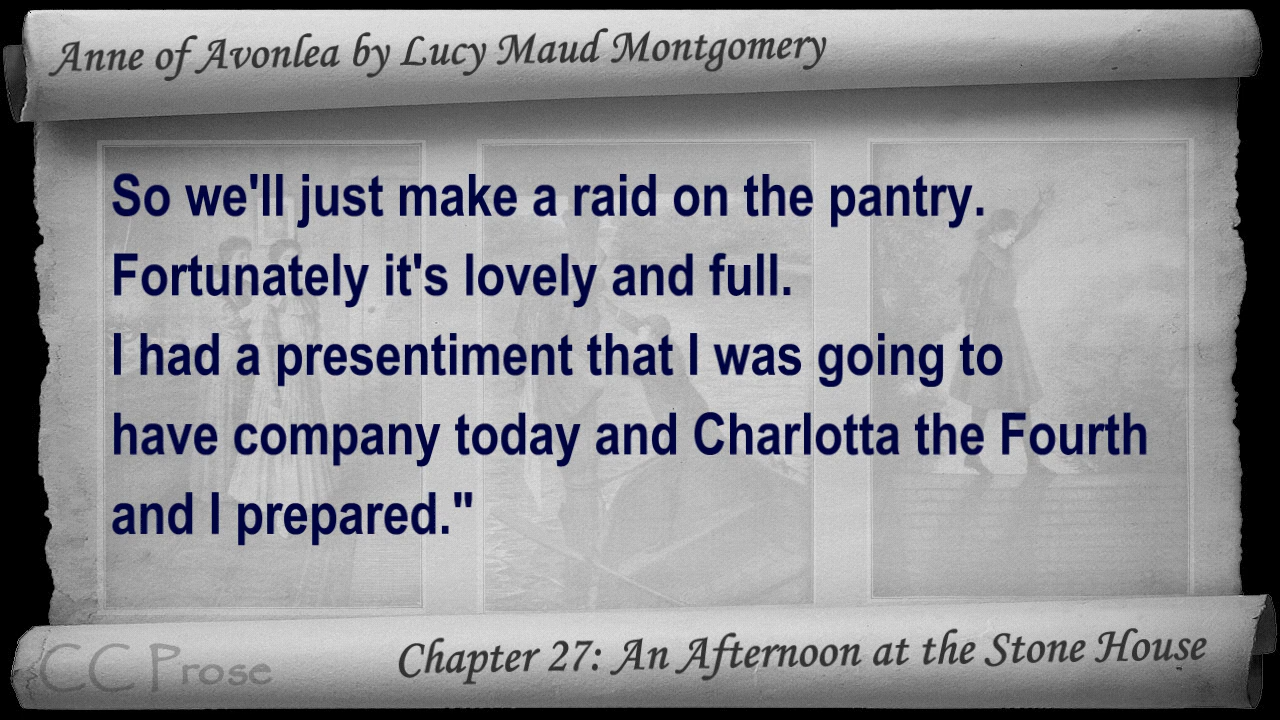 Anne of Avonlea by Lucy Maud Montgomery
So we'll just make a raid on the pantry.
Fortunately it's lovely and full.
I had a presentiment that I was going to
have company today and Charlotta the Fourth
and I prepared."
Chapter 27: An Afternoon at the Stone House
CC Prose